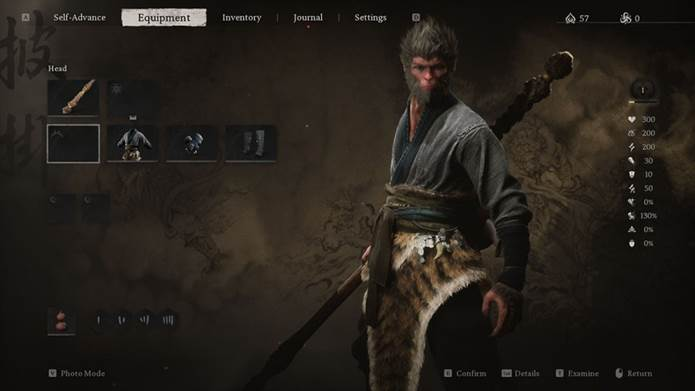 A Self-Advance Equipment Inventory Journal Settings D 57 0
Head
1
300
200
200
30
10
50
0%
130%
0%
0%
V Photo Mode
Confirm Details Examine Return